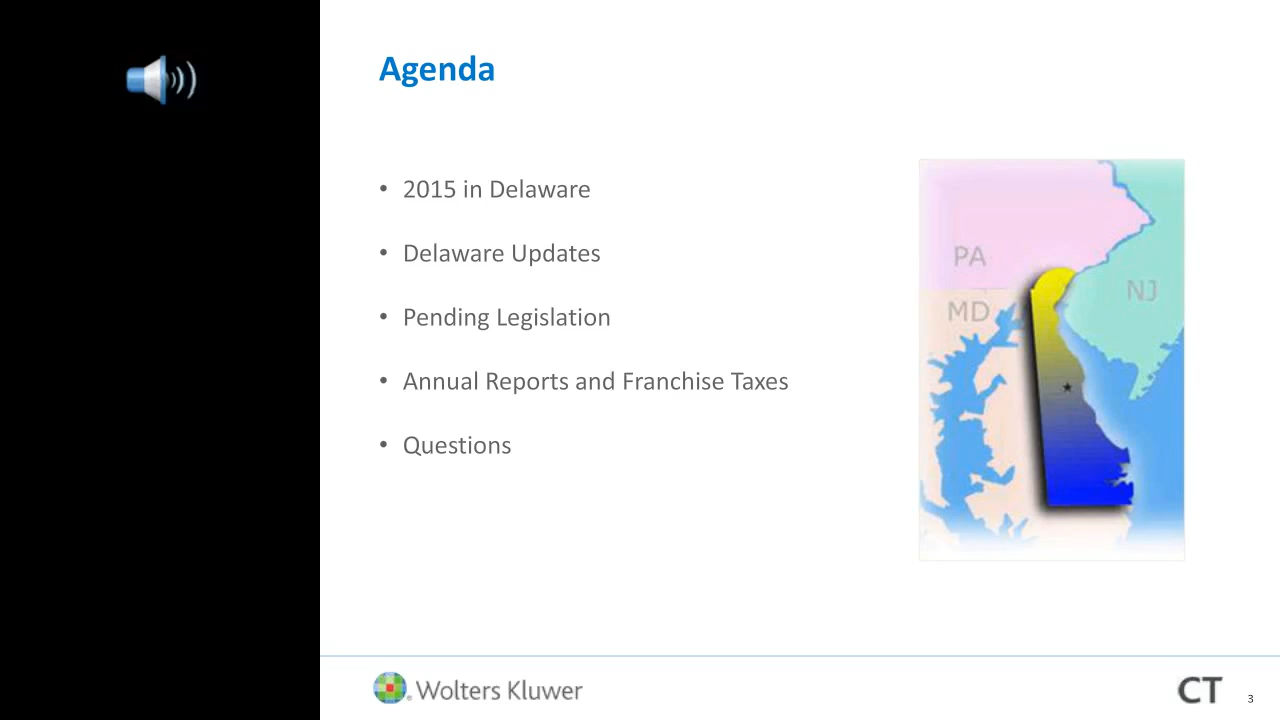 Agenda
• 2015 in Delaware
• Delaware Updates
• Pending Legislation
• Annual Reports and Franchise Taxes
• Questions
PA
NJ
MD
Wolters Kluwer
CT
3